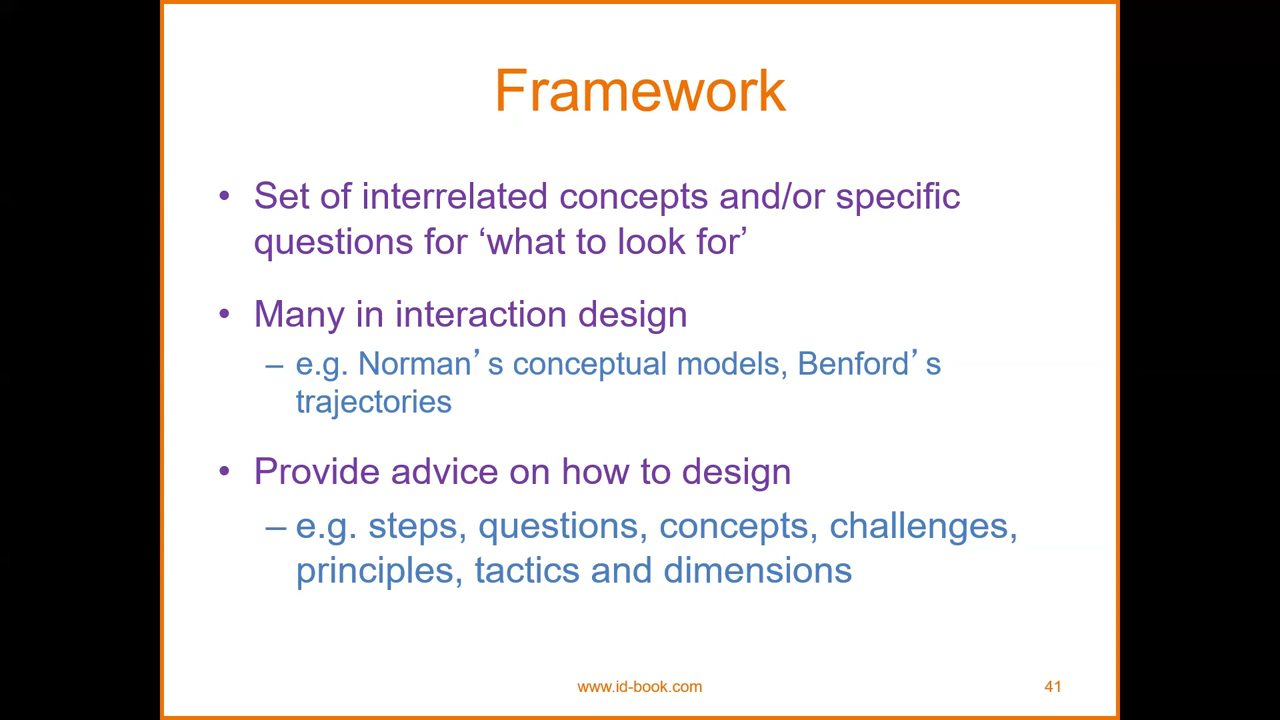 Framework
• Set of interrelated concepts and/or specific
questions for ‘what to look for’
• Many in interaction design
– e.g. Norman’s conceptual models, Benford’s
trajectories
• Provide advice on how to design
– e.g. steps, questions, concepts, challenges,
principles, tactics and dimensions
www.id-book.com
41